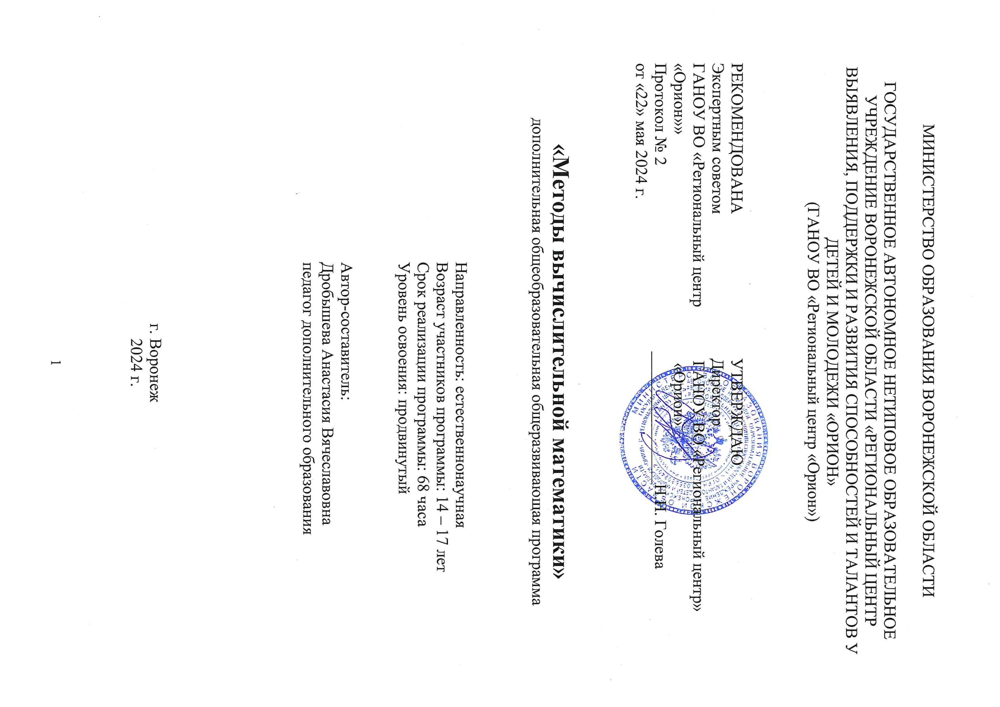 МИНИСТЕРСТВО ОБРАЗОВАНИЯ ВОРОНЕЖСКОЙ ОБЛАСТИ
ГОСУДАРСТВЕННОЕ АВТОНОМНОЕ НЕТИПОВОЕ ОБРАЗОВАТЕЛЬНОЕ
УЧРЕЖДЕНИЕ ВОРОНЕЖСКОЙ ОБЛАСТИ «РЕГИОНАЛЬНЫЙ ЦЕНТР
ВЫЯВЛЕНИЯ, ПОДДЕРЖКИ И РАЗВИТИЯ СПОСОБНОСТЕЙ И ТАЛАНТОВ У
ДЕТЕЙ И МОЛОДЕЖИ «ОРИОН»
(ГАНОУ ВО «Региональный центр «Орион»)
РЕКОМЕНДОВАНА
Экспертным советом
ГАНОУ ВО «Региональный центр
«Орион»»
Протокол № 2
от «22» мая 2024 г.
УТВЕРЖДАЮ
Директор
ГАНОУ ВО «Региональный центр»
«Орион»
Н.Н. Голева
«Методы вычислительной математики»
дополнительная общеобразовательная общеразвивающая программа
Направленность: естественнонаучная
Возраст участников программы: 14 – 17 лет
Срок реализации программы: 68 часа
Уровень освоения: продвинутый
Автор-составитель:
Дробышева Анастасия Вячеславовна
педагог дополнительного образования
г. Воронеж
2024 г.
1